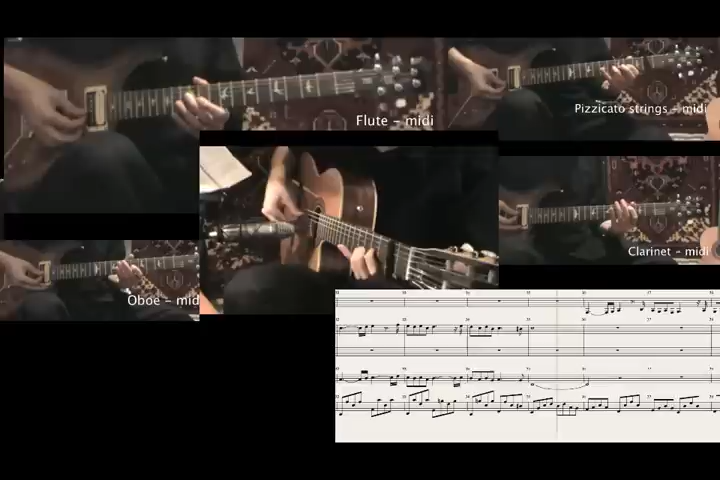 Flute - midi
Pizzicato strings - midi
Clarinet - midi
Oboe - mid